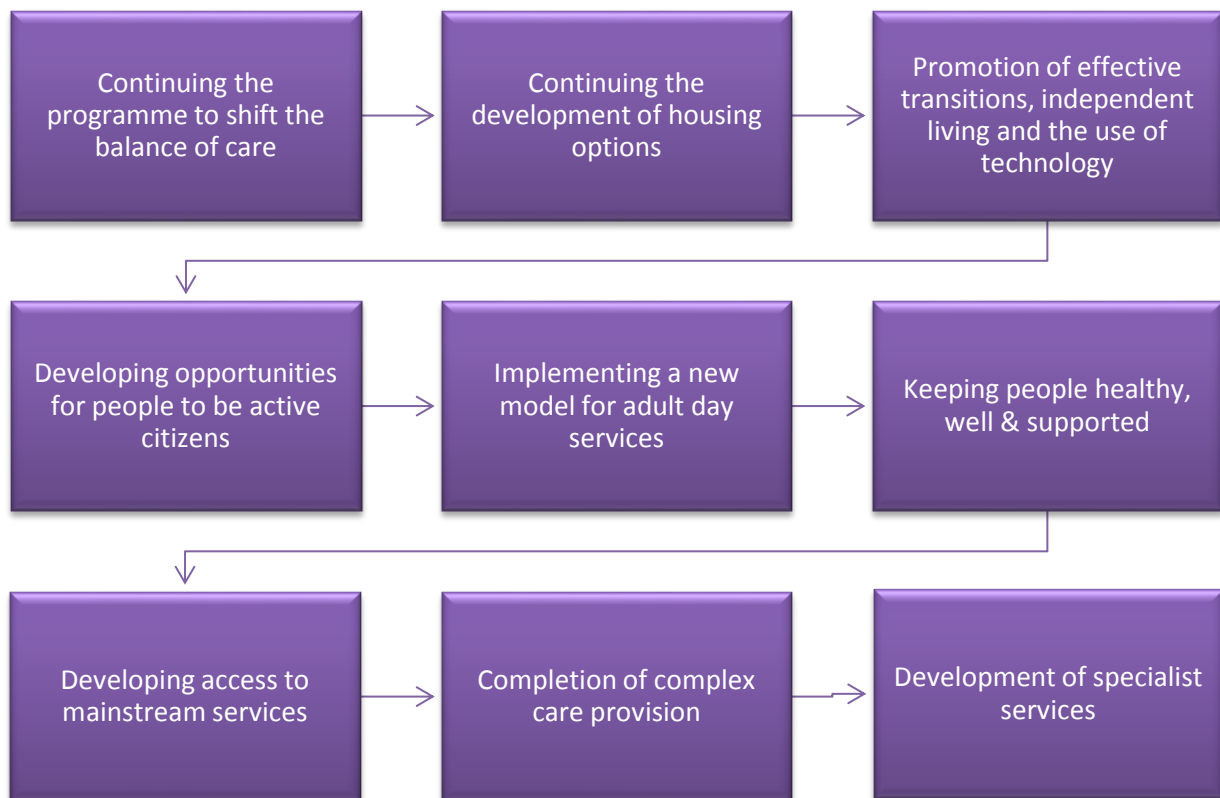 Continuing the
programme to shift the
balance of care
Continuing the
development of housing
options
Promotion of effective
transitions, independent
living and the use of
technology
Developing opportunities
for people to be active
citizens
Implementing a new
model for adult day
services
Keeping people healthy,
well & supported
Developing access to
mainstream services
Completion of complex
care provision
Development of specialist
services